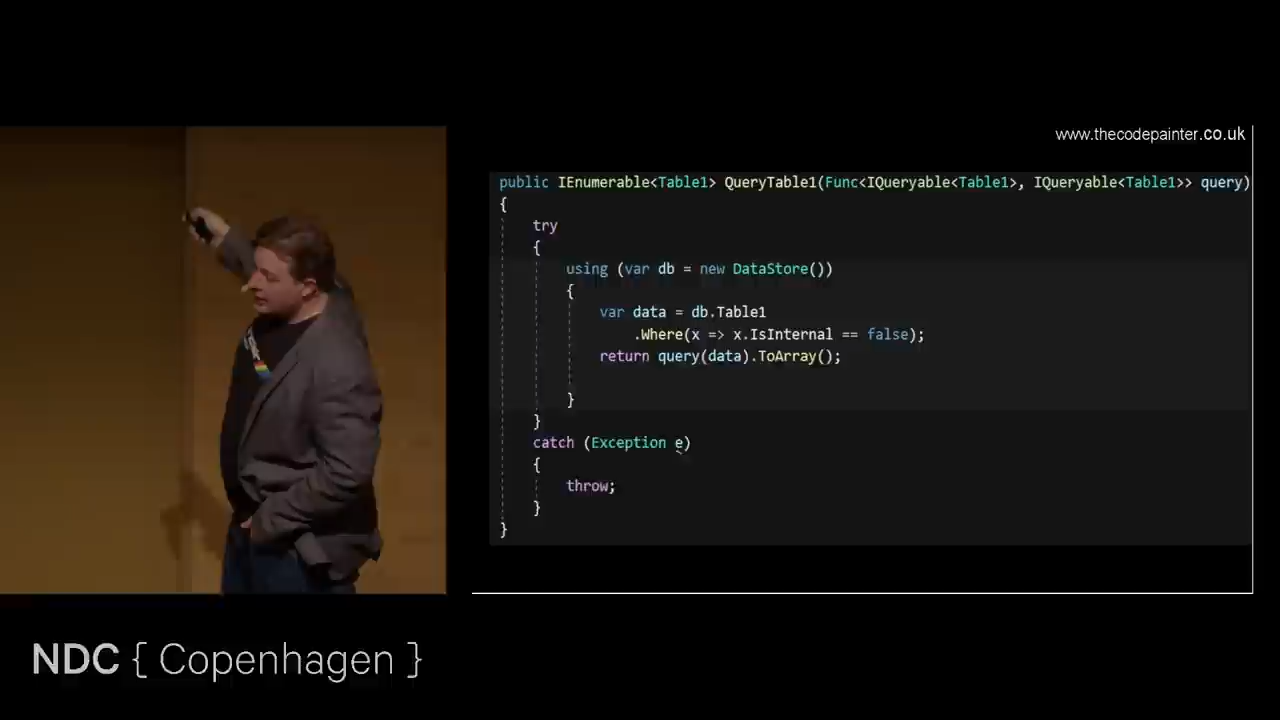 www.thecodepainter.co.uk
public IEnumerable<Table1> QueryTable1(Func<IQueryable<Table1>, IQueryable<Table1>> query)
{
try
{
using (var db = new DataStore())
{
var data = db.Table1
.Where(x => x.IsInternal == false);
return query(data).ToArray();
}
}
catch (Exception e)
{
throw;
}
}
NDC { Copenhagen }